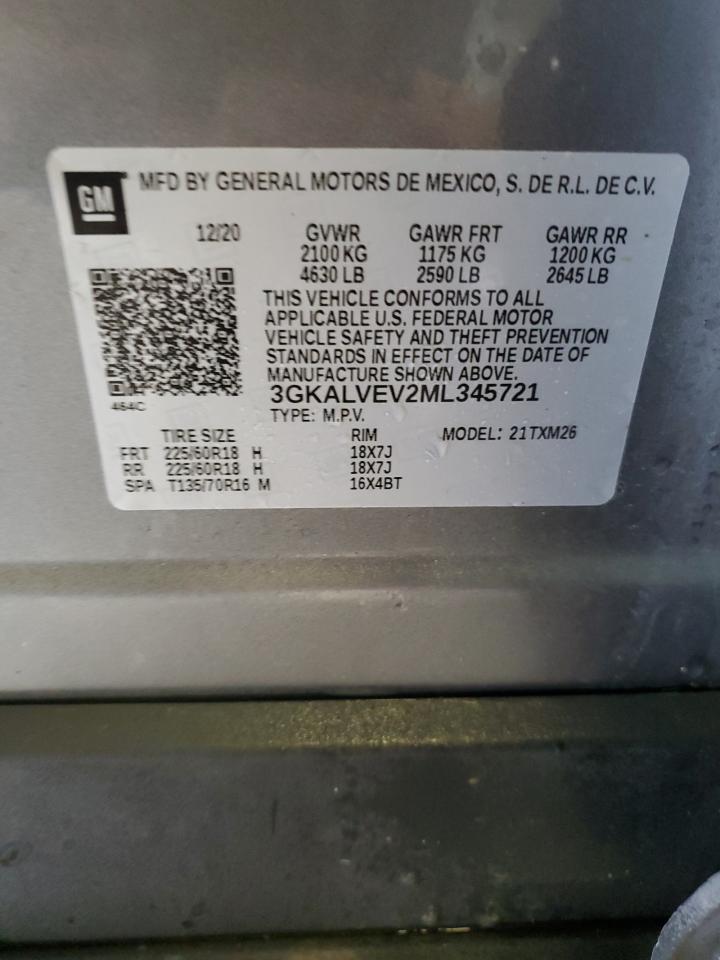 GM
MFD BY GENERAL MOTORS DE MEXICO, S. DE R.L. DE C.V.
12/20 GVWR GAWR FRT GAWR RR
2100 KG 1175 KG 1200 KG
4630 LB 2590 LB 2645 LB
THIS VEHICLE CONFORMS TO ALL
APPLICABLE U.S. FEDERAL MOTOR
VEHICLE SAFETY AND THEFT PREVENTION
STANDARDS IN EFFECT ON THE DATE OF
MANUFACTURE SHOWN ABOVE.
3GKALVEV2ML345721
464C
TYPE: M.P.V.
TIRE SIZE RIM MODEL: 21TXM26
FRT 225/60R18 H 18X7J
RR 225/60R18 H 18X7J
SPA T135/70R16 M 16X4BT